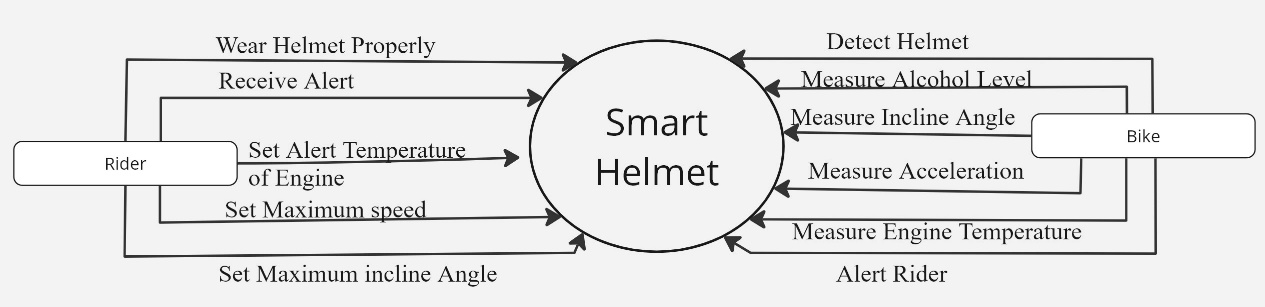 Wear Helmet Properly
Receive Alert
Rider
Set Alert Temperature
of Engine
Set Maximum speed
Set Maximum incline Angle
Smart
Helmet
Detect Helmet
Measure Alcohol Level
Measure Incline Angle
Bike
Measure Acceleration
Measure Engine Temperature
Alert Rider